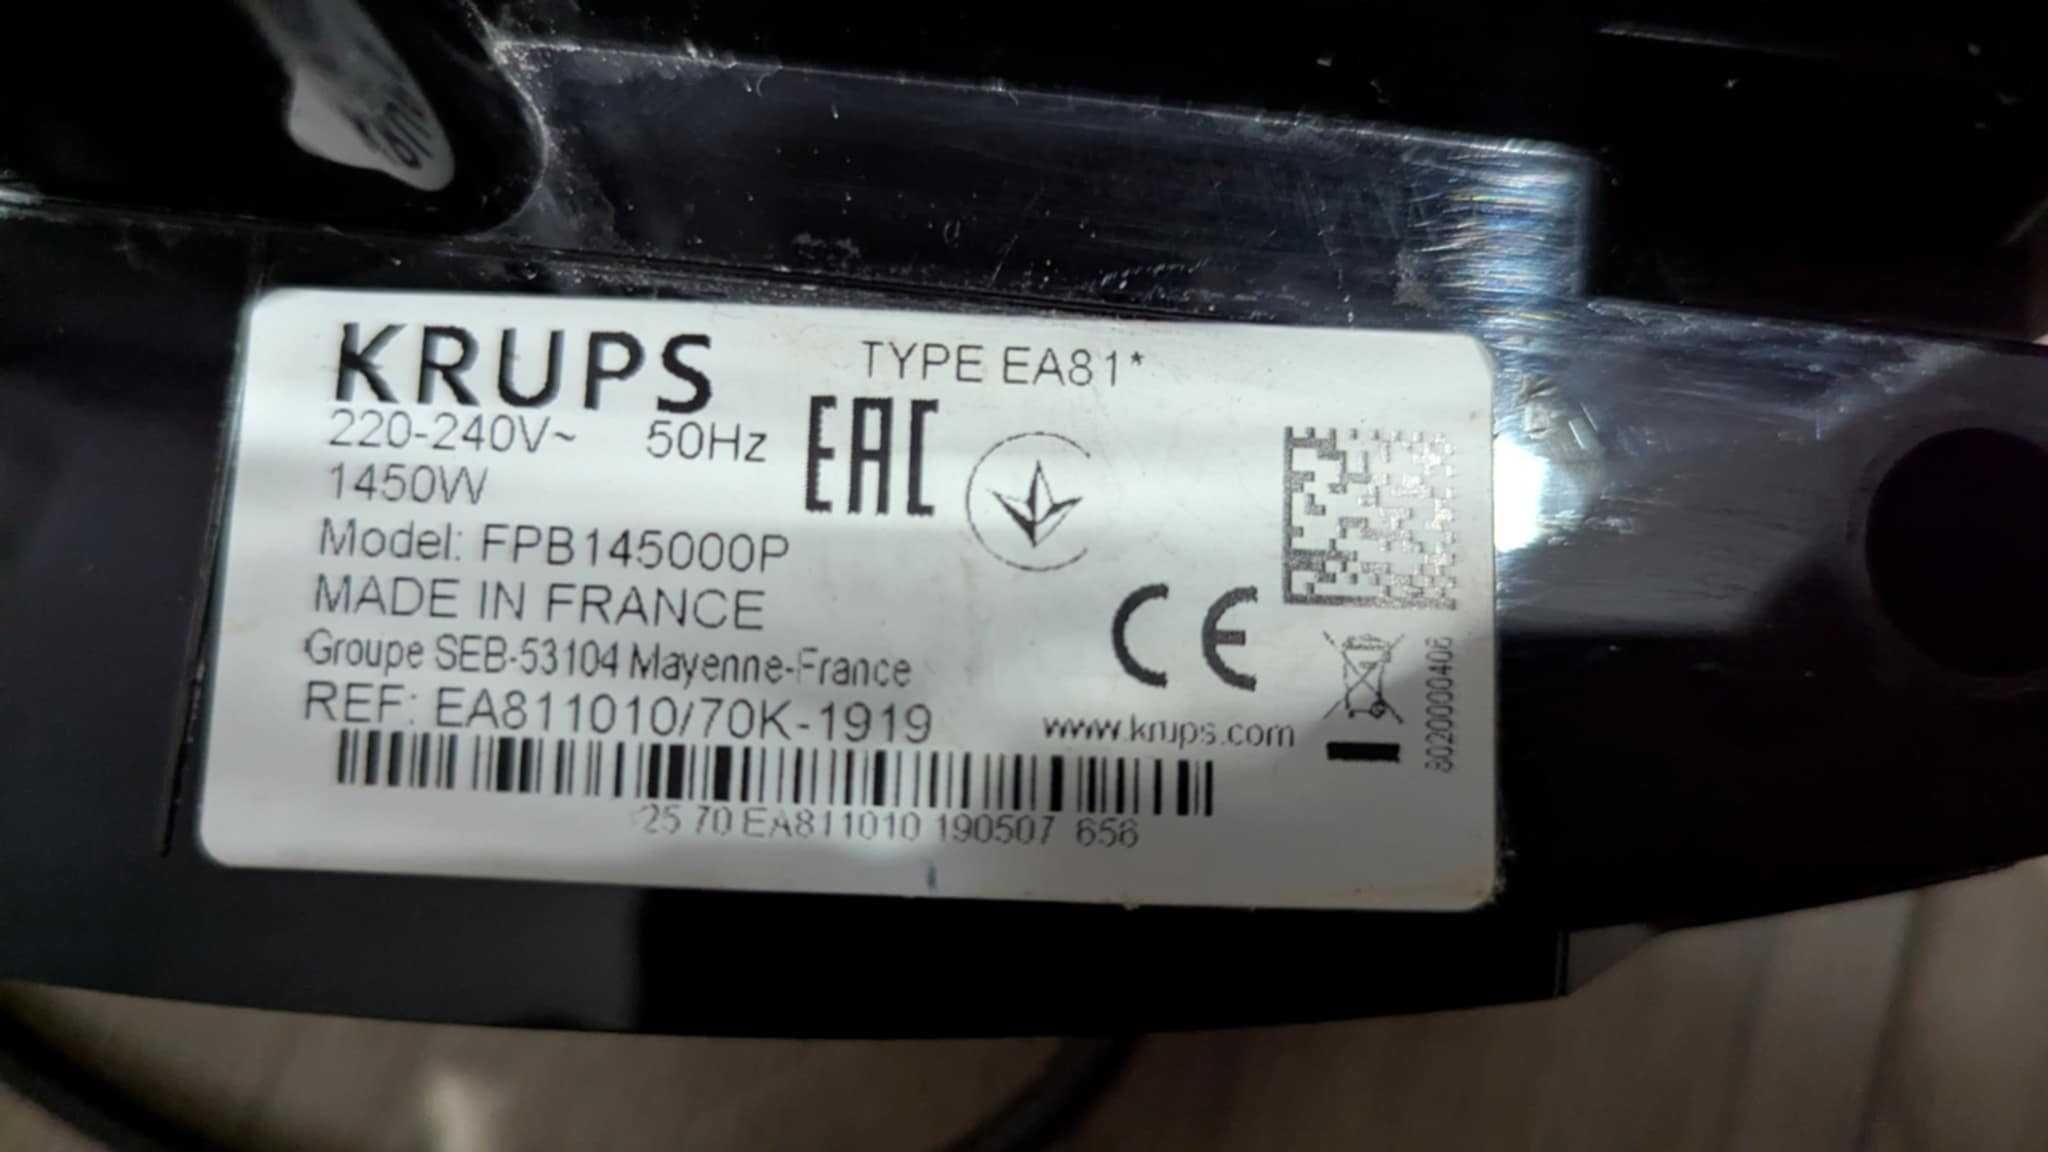 KRUPS
TYPE EA81*
220-240V~ 50Hz
1450W
EAC
Model: FPB145000P
MADE IN FRANCE
Groupe SEB-53104 Mayenne-France
CE
REF: EA811010/70K-1919
www.krups.com
8020000406
25 70 EA811010 190507 656